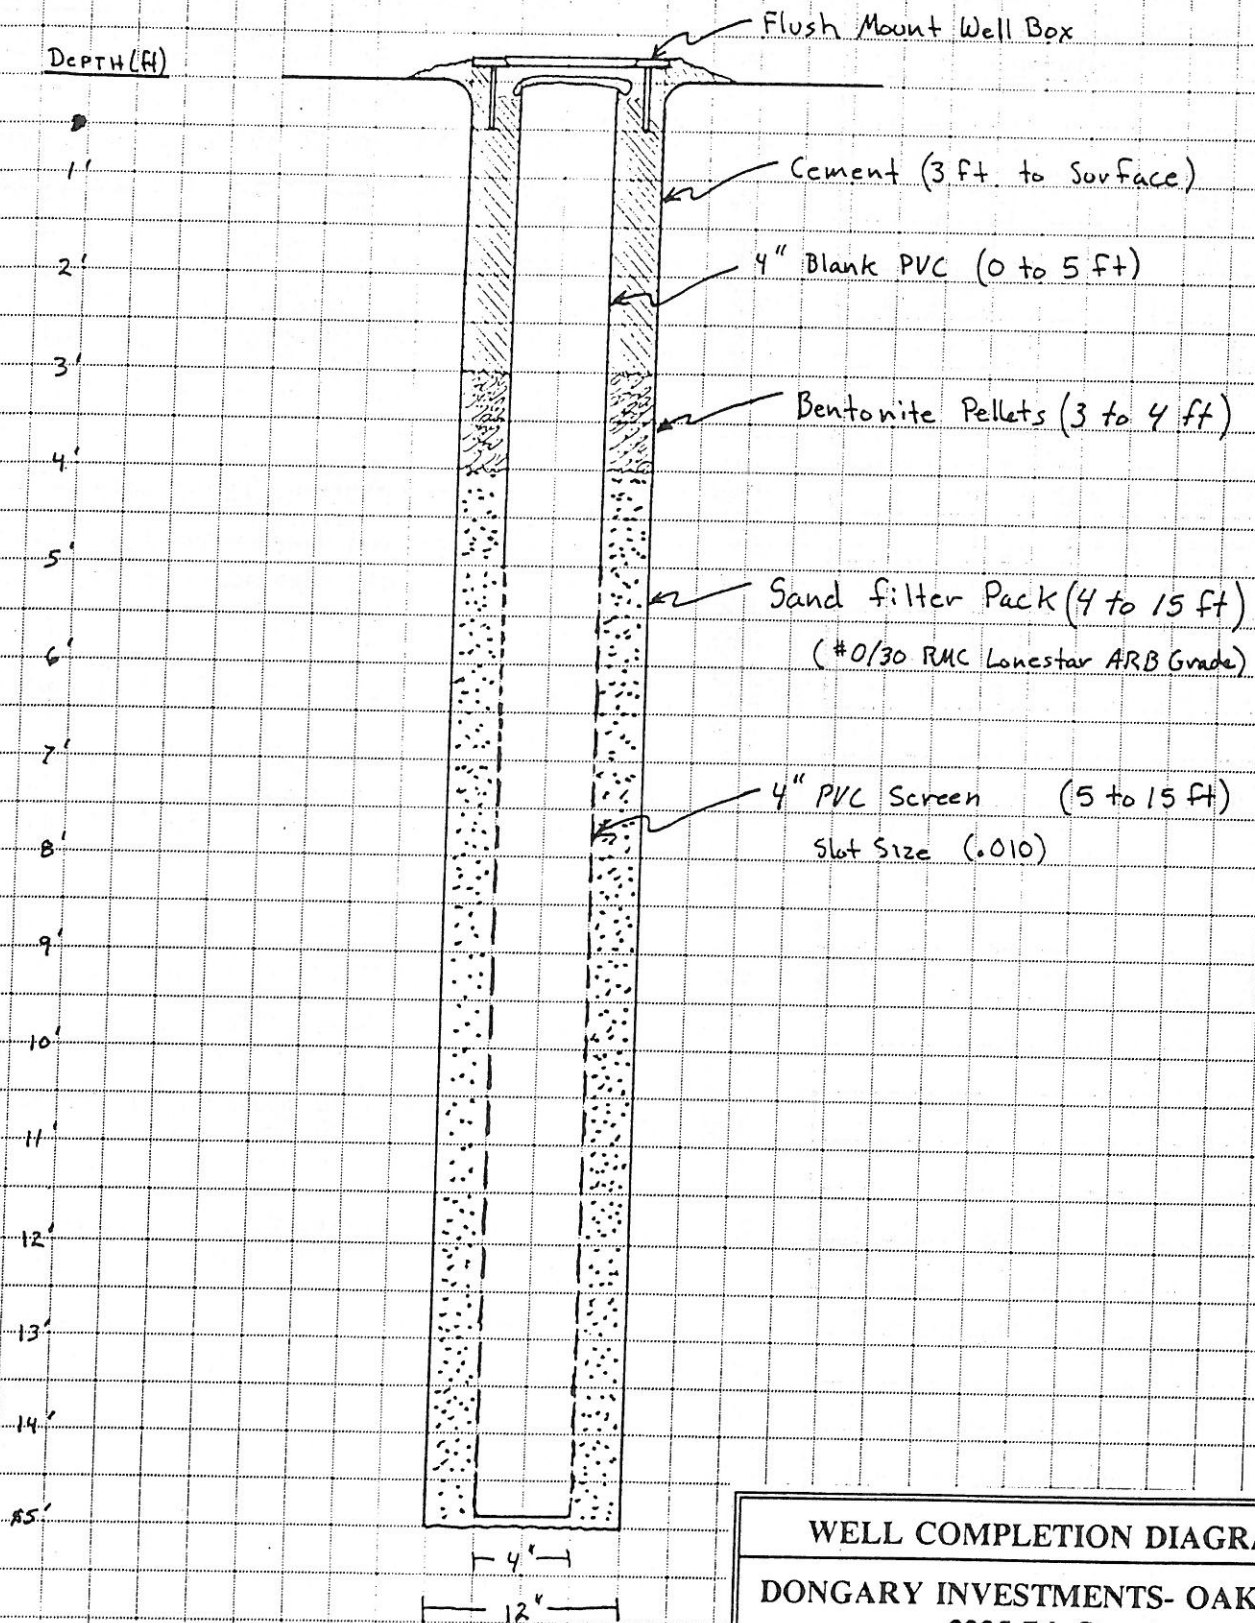 Flush Mount Well Box
DEPTH (ft)
1'
Cement (3 ft. to Surface)
2'
4" Blank PVC (0 to 5 ft)
3'
Bentonite Pellets (3 to 4 ft)
4'
5'
Sand filter Pack (4 to 15 ft)
(#0/30 RMC Lonestar ARB Grade)
6'
7'
4" PVC Screen (5 to 15 ft)
8'
Slot Size (.010)
9'
10'
11'
12'
13'
14'
15'
4"
12"
WELL COMPLETION DIAGRA
DONGARY INVESTMENTS- OAK